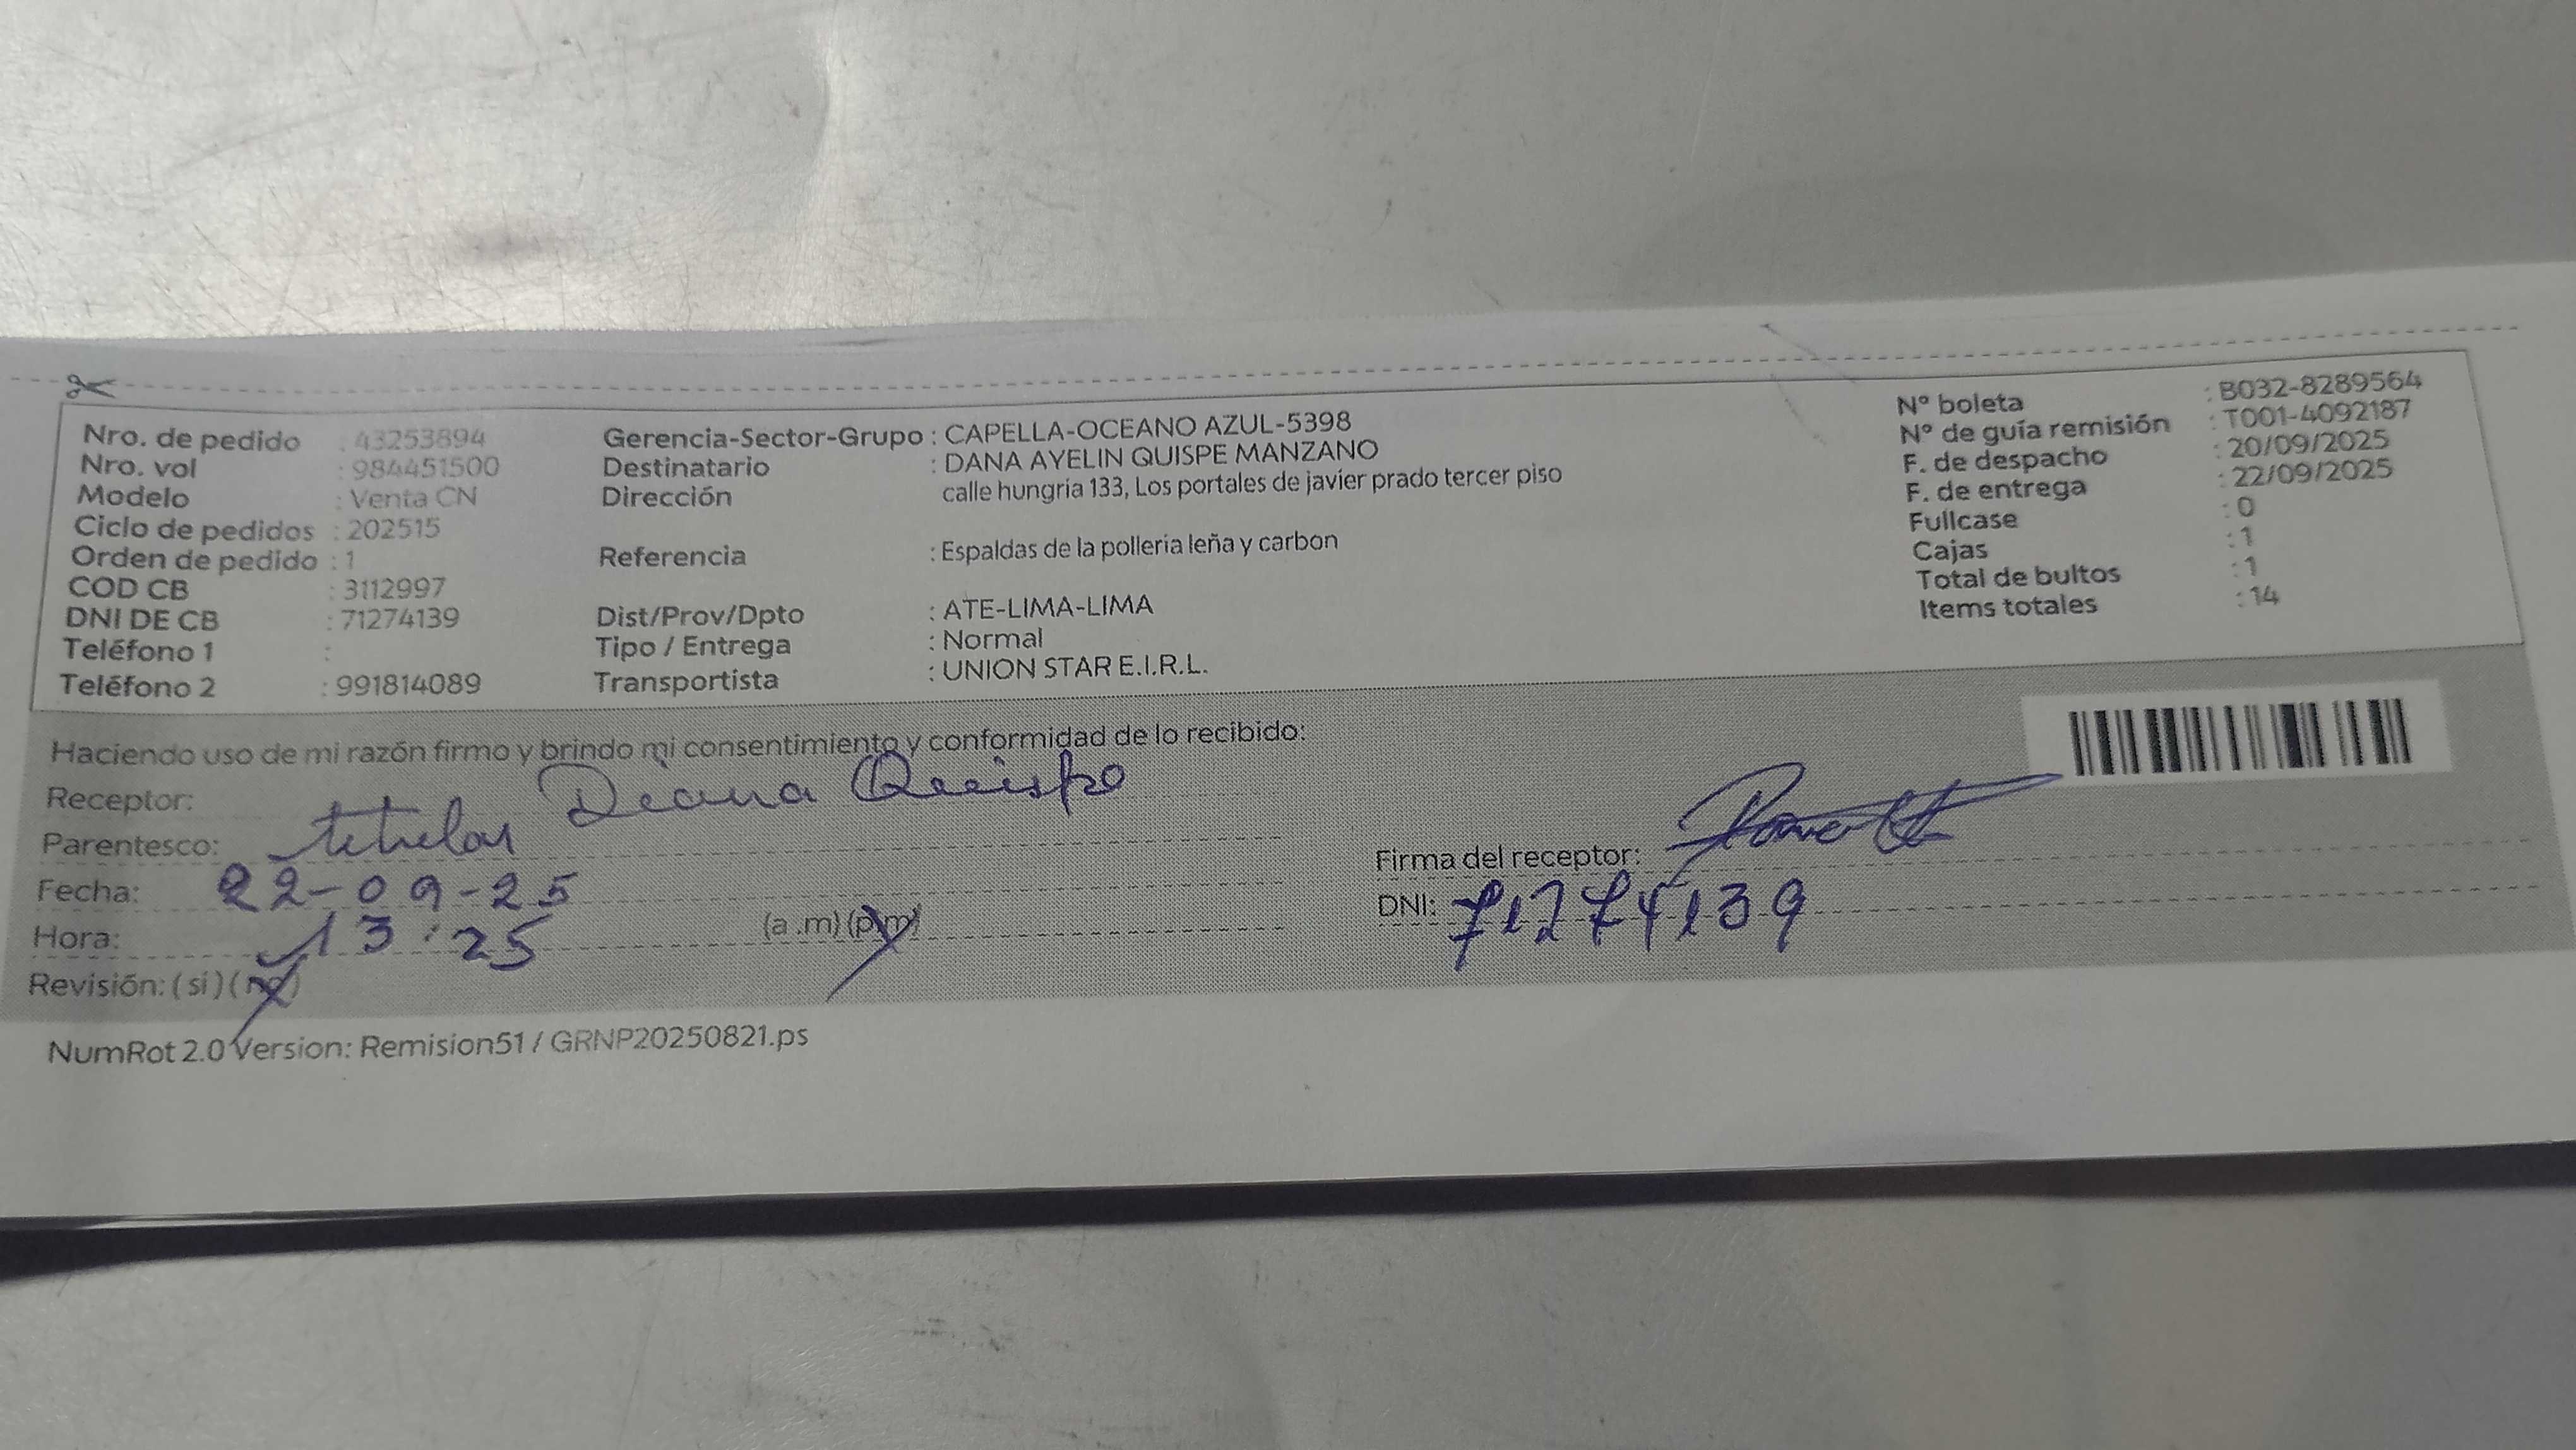 Nro. de pedido : 43253894
Nro. vol : 984451500
Modelo : Venta CN
Ciclo de pedidos : 202515
Orden de pedido : 1
COD CB : 3112997
DNI DE CB : 71274139
Teléfono 1 :
Teléfono 2 : 991814089
Gerencia-Sector-Grupo : CAPELLA-OCEANO AZUL-5398
Destinatario : DANA AYELIN QUISPE MANZANO
Dirección calle hungria 133, Los portales de javier prado tercer piso
Referencia : Espaldas de la polleria leña y carbon
Dist/Prov/Dpto : ATE-LIMA-LIMA
Tipo / Entrega : Normal
Transportista : UNION STAR E.I.R.L.
N° boleta : B032-8289564
N° de guía remisión : T001-4092187
F. de despacho : 20/09/2025
F. de entrega : 22/09/2025
Fullcase : 0
Cajas : 1
Total de bultos : 1
Items totales : 14
Haciendo uso de mi razón firmo y brindo mi consentimiento y conformidad de lo recibido:
Receptor: Quispe
Parentesco:
Fecha: 22-09-25
Hora: 13:25 (a .m) (p.m)
Revisión: (si) (no)
Firma del receptor:
DNI: 71274139
NumRot 2.0 Version: Remision51 / GRNP20250821.ps